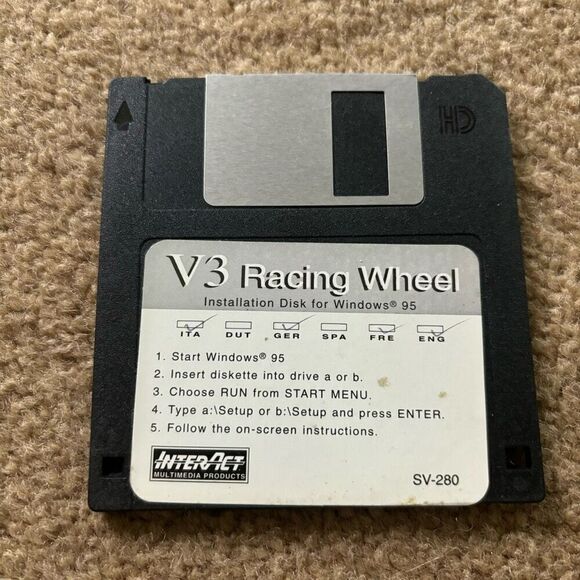 HD
V3 Racing Wheel
Installation Disk for Windows® 95
ITA DUT GER SPA FRE ENG
1. Start Windows® 95
2. Insert diskette into drive a or b.
3. Choose RUN from START MENU.
4. Type a:\Setup or b:\Setup and press ENTER.
5. Follow the on-screen instructions.
INTERACT
MULTIMEDIA PRODUCTS
SV-280